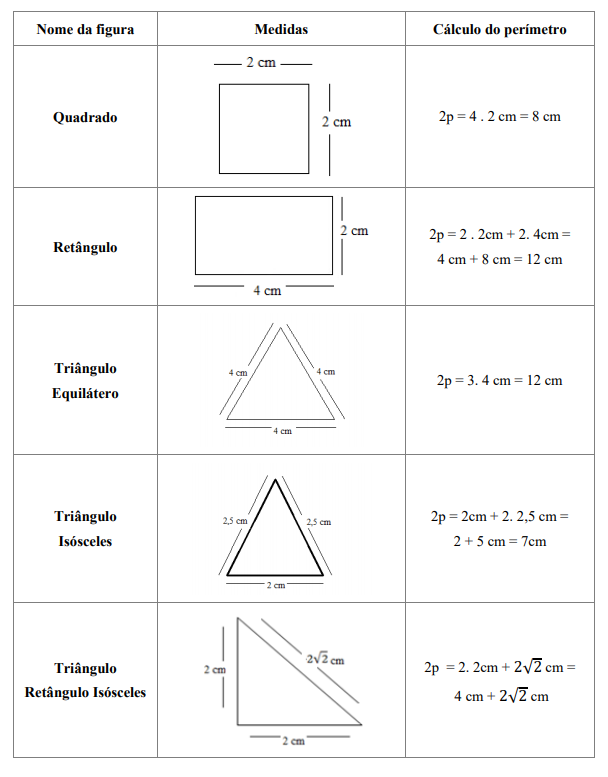 Nome da figura
Medidas
Cálculo do perímetro
Quadrado
2 cm
2 cm
2p = 4 . 2 cm = 8 cm
Retângulo
2 cm
4 cm
2p = 2 . 2cm + 2. 4cm =
4 cm + 8 cm = 12 cm
Triângulo
Equilátero
4 cm
4 cm
4 cm
2p = 3. 4 cm = 12 cm
Triângulo
Isósceles
2,5 cm
2,5 cm
2 cm
2p = 2cm + 2. 2,5 cm =
2 + 5 cm = 7cm
Triângulo
Retângulo Isósceles
2 cm
2√2 cm
2 cm
2p = 2. 2cm + 2√2 cm =
4 cm + 2√2 cm